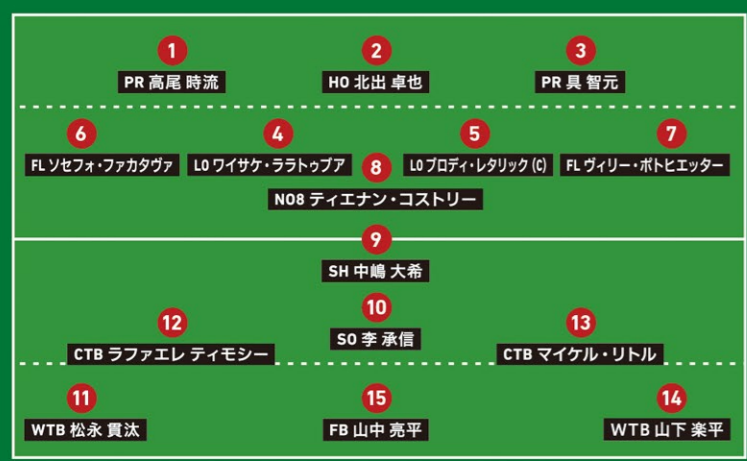 1
PR 高尾 時流
2
HO 北出 卓也
3
PR 具 智元
6
FL ソセフォ・ファカタヴァ
4
LO ワイサケ・ララトゥブア
5
LO ブロディ・レタリック (C)
7
FL ヴィリー・ポトヒエッター
8
NO8 ティエナン・コストリー
9
SH 中嶋 大希
10
SO 李 承信
12
CTB ラファエレ ティモシー
13
CTB マイケル・リトル
11
WTB 松永 貫汰
15
FB 山中 亮平
14
WTB 山下 楽平